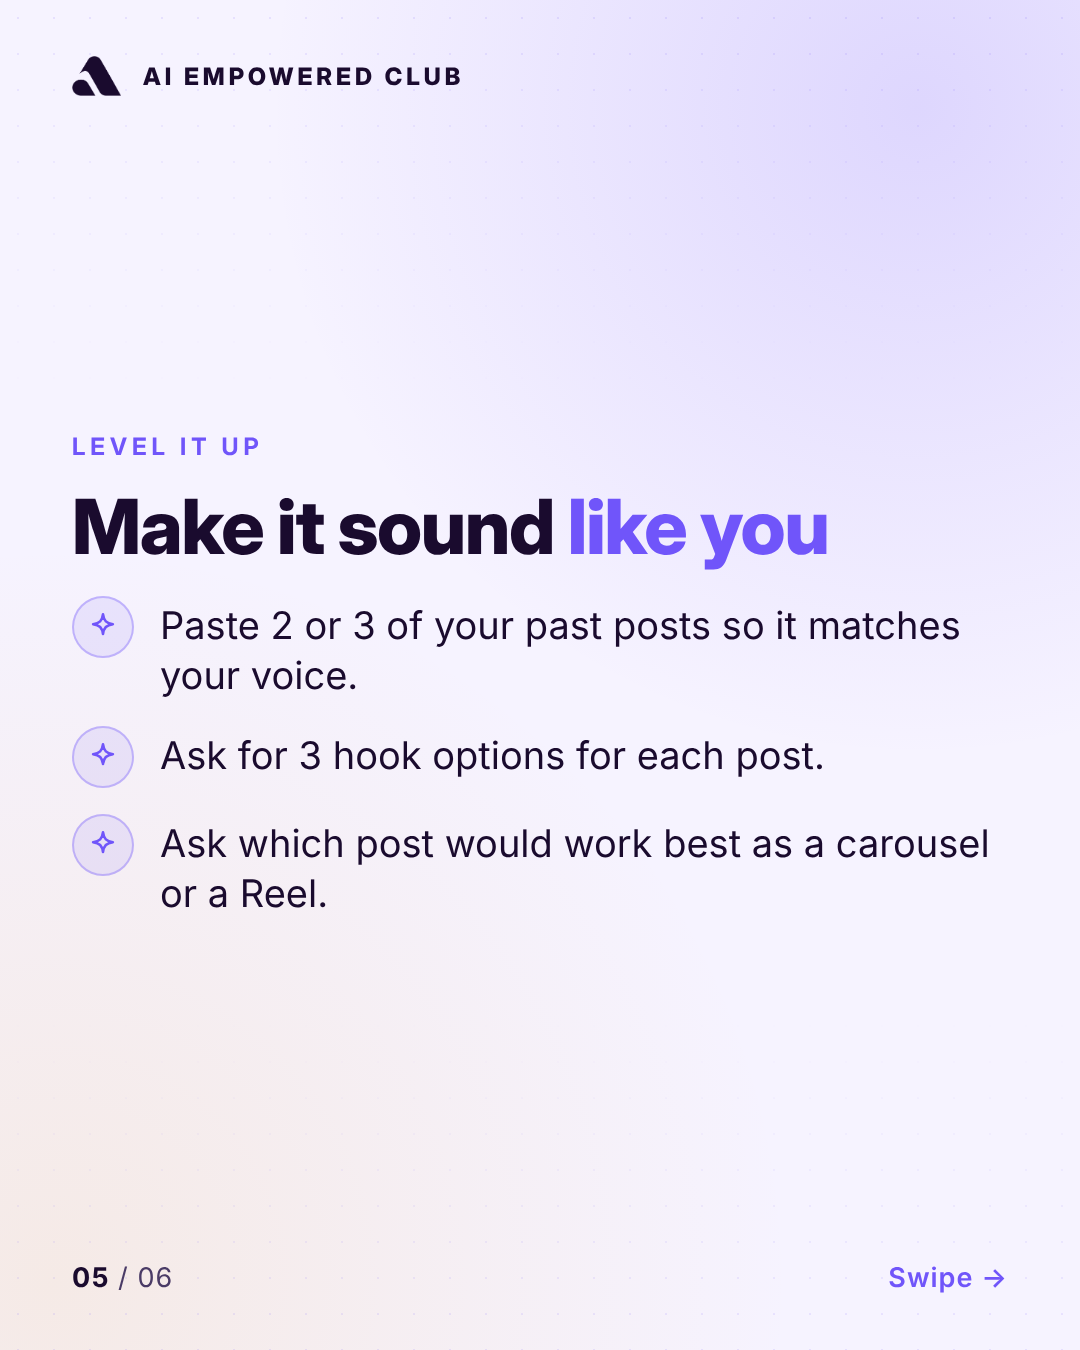 AI EMPOWERED CLUB
LEVEL IT UP
Make it sound like you
Paste 2 or 3 of your past posts so it matches
your voice.
Ask for 3 hook options for each post.
Ask which post would work best as a carousel
or a Reel.
05 / 06
Swipe →